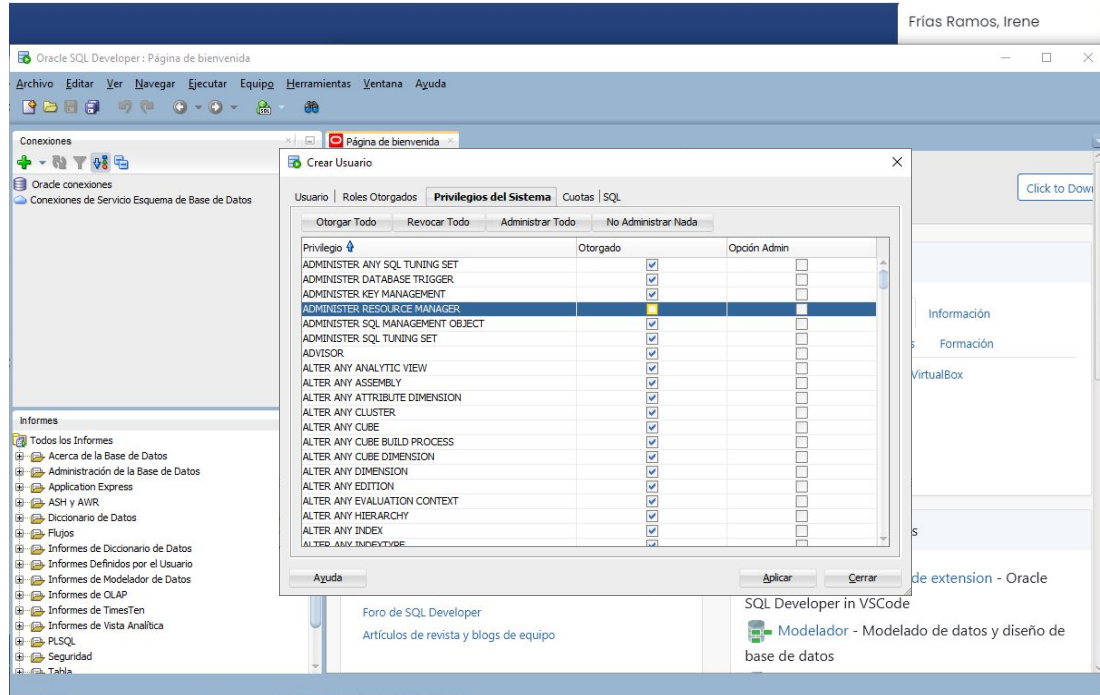 Frías Ramos, Irene
Oracle SQL Developer : Página de bienvenida
Archivo Editar Ver Navegar Ejecutar Equipo Herramientas Ventana Ayuda
Conexiones
Página de bienvenida
Oracle conexiones
Conexiones de Servicio Esquema de Base de Datos
Crear Usuario
Usuario Roles Otorgados Privilegios del Sistema Cuotas SQL
Otorgar Todo Revocar Todo Administrar Todo No Administrar Nada
Privilegio Otorgado Opción Admin
ADMINISTER ANY SQL TUNING SET
ADMINISTER DATABASE TRIGGER
ADMINISTER KEY MANAGEMENT
ADMINISTER RESOURCE MANAGER
ADMINISTER SQL MANAGEMENT OBJECT
ADMINISTER SQL TUNING SET
ADVISOR
ALTER ANY ANALYTIC VIEW
ALTER ANY ASSEMBLY
ALTER ANY ATTRIBUTE DIMENSION
ALTER ANY CLUSTER
ALTER ANY CUBE
ALTER ANY CUBE BUILD PROCESS
ALTER ANY CUBE DIMENSION
ALTER ANY DIMENSION
ALTER ANY EDITION
ALTER ANY EVALUATION CONTEXT
ALTER ANY HIERARCHY
ALTER ANY INDEX
ALTER ANY INDEXTYPE
Ayuda Aplicar Cerrar
Click to Down
Información
Formación
VirtualBox
Informes
Todos los Informes
Acerca de la Base de Datos
Administración de la Base de Datos
Application Express
ASH y AWR
Diccionario de Datos
Flujos
Informes de Diccionario de Datos
Informes Definidos por el Usuario
Informes de Modelador de Datos
Informes de OLAP
Informes de TimesTen
Informes de Vista Analítica
PLSQL
Seguridad
Tabla
Foro de SQL Developer
Artículos de revista y blogs de equipo
de extension - Oracle
SQL Developer in VSCode
Modelador - Modelado de datos y diseño de
base de datos